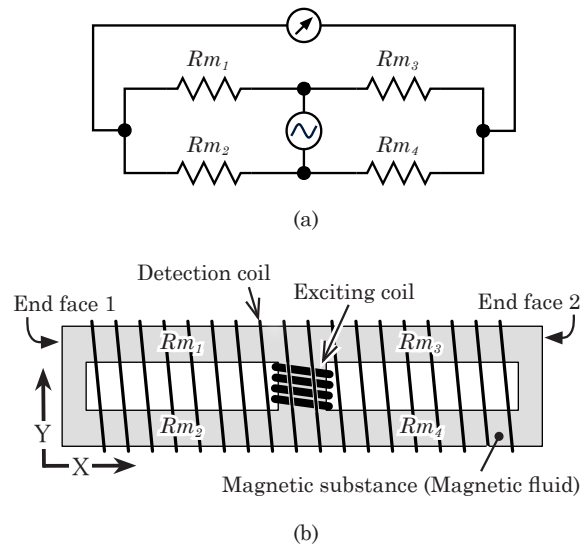 Rm1
Rm3
Rm2
Rm4
(a)
Detection coil
Exciting coil
End face 1
End face 2
Rm1
Rm3
Rm2
Rm4
Y
X
Magnetic substance (Magnetic fluid)
(b)